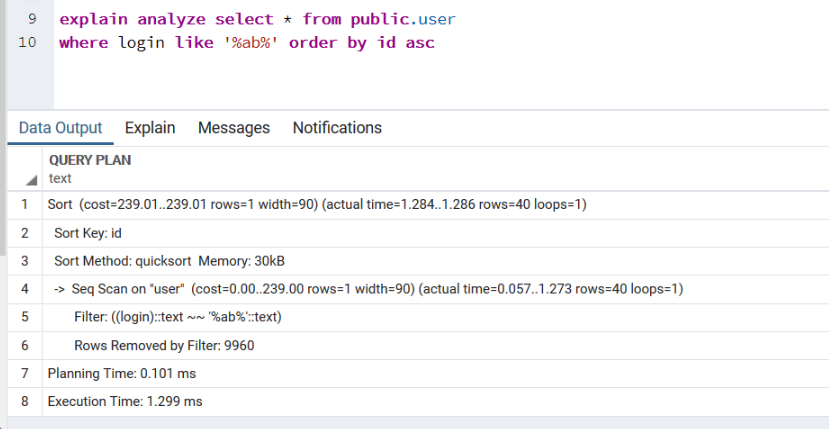 9 explain analyze select * from public.user
10 where login like '%ab%' order by id asc
Data Output Explain Messages Notifications
QUERY PLAN
text
1 Sort (cost=239.01..239.01 rows=1 width=90) (actual time=1.284..1.286 rows=40 loops=1)
2 Sort Key: id
3 Sort Method: quicksort Memory: 30kB
4 -> Seq Scan on "user" (cost=0.00..239.00 rows=1 width=90) (actual time=0.057..1.273 rows=40 loops=1)
5 Filter: ((login)::text ~~ '%ab%'::text)
6 Rows Removed by Filter: 9960
7 Planning Time: 0.101 ms
8 Execution Time: 1.299 ms